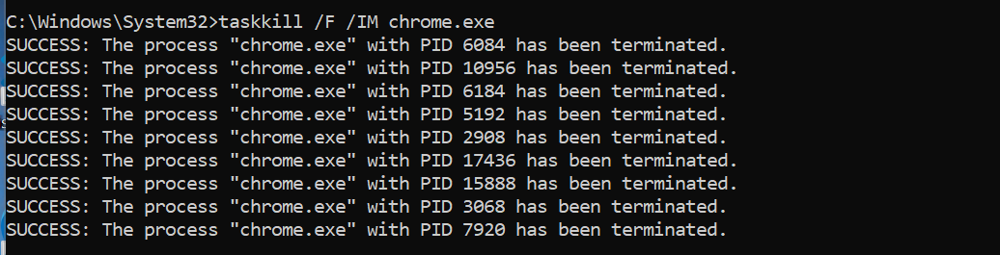 C:\Windows\System32>taskkill /F /IM chrome.exe
SUCCESS: The process "chrome.exe" with PID 6084 has been terminated.
SUCCESS: The process "chrome.exe" with PID 10956 has been terminated.
SUCCESS: The process "chrome.exe" with PID 6184 has been terminated.
SUCCESS: The process "chrome.exe" with PID 5192 has been terminated.
SUCCESS: The process "chrome.exe" with PID 2908 has been terminated.
SUCCESS: The process "chrome.exe" with PID 17436 has been terminated.
SUCCESS: The process "chrome.exe" with PID 15888 has been terminated.
SUCCESS: The process "chrome.exe" with PID 3068 has been terminated.
SUCCESS: The process "chrome.exe" with PID 7920 has been terminated.